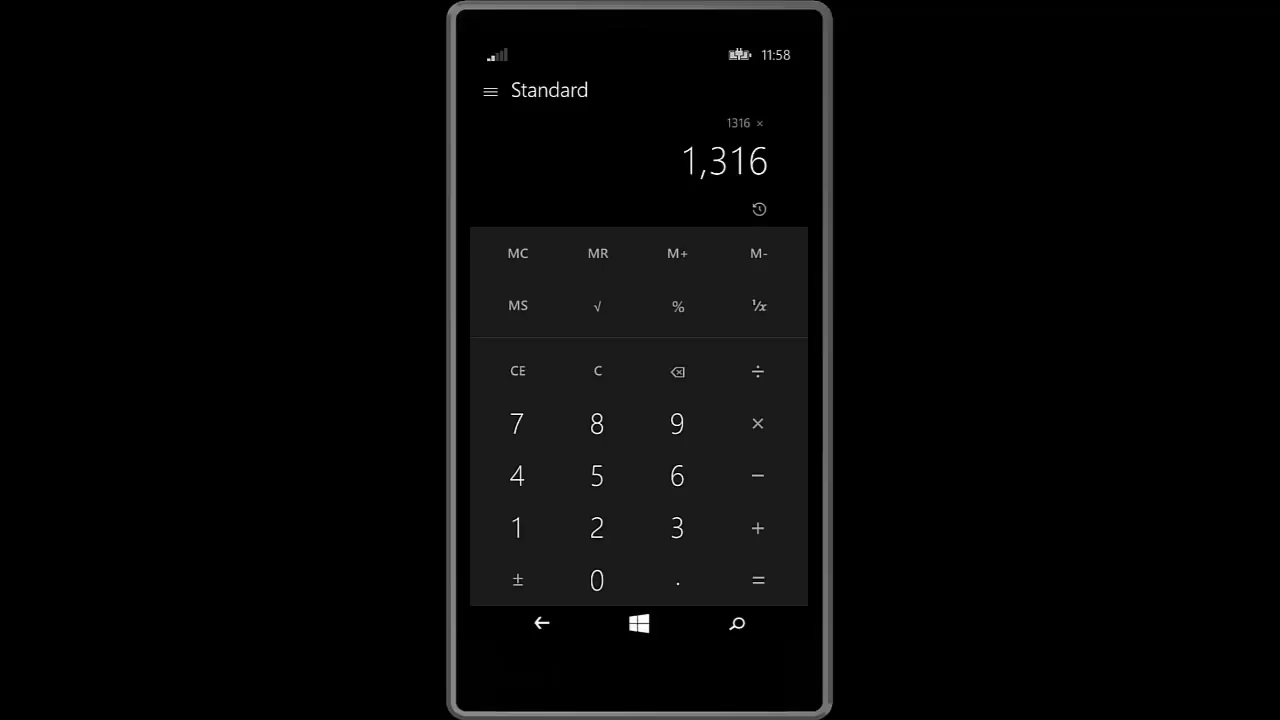 11:58
Standard
1316 ×
1,316
MC MR M+ M-
MS √ % ¹/x
CE C ÷
7 8 9 ×
4 5 6 −
1 2 3 +
± 0 . =